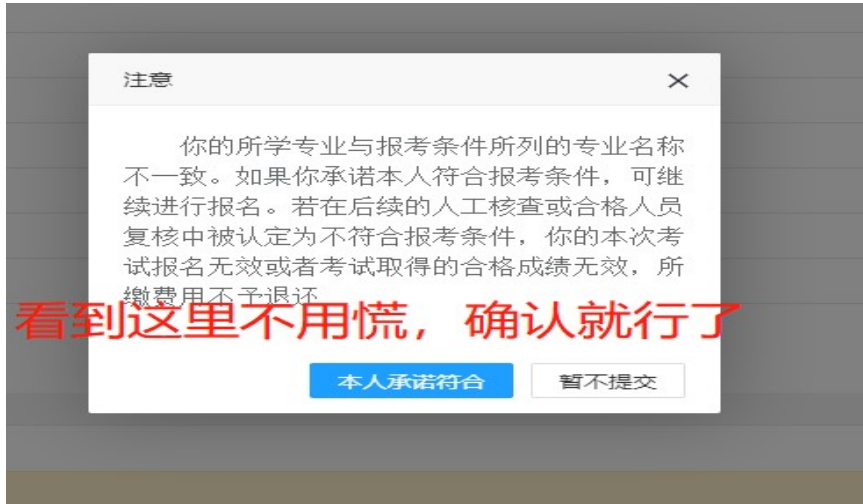 注意
你的所学专业与报考条件所列的专业名称
不一致。如果你承诺本人符合报考条件，可继
续进行报名。若在后续的人工核查或合格人员
复核中被认定为不符合报考条件，你的本次考
试报名无效或者考试取得的合格成绩无效，所
缴费用不予退还
看到这里不用慌，确认就行了
本人承诺符合
暂不提交